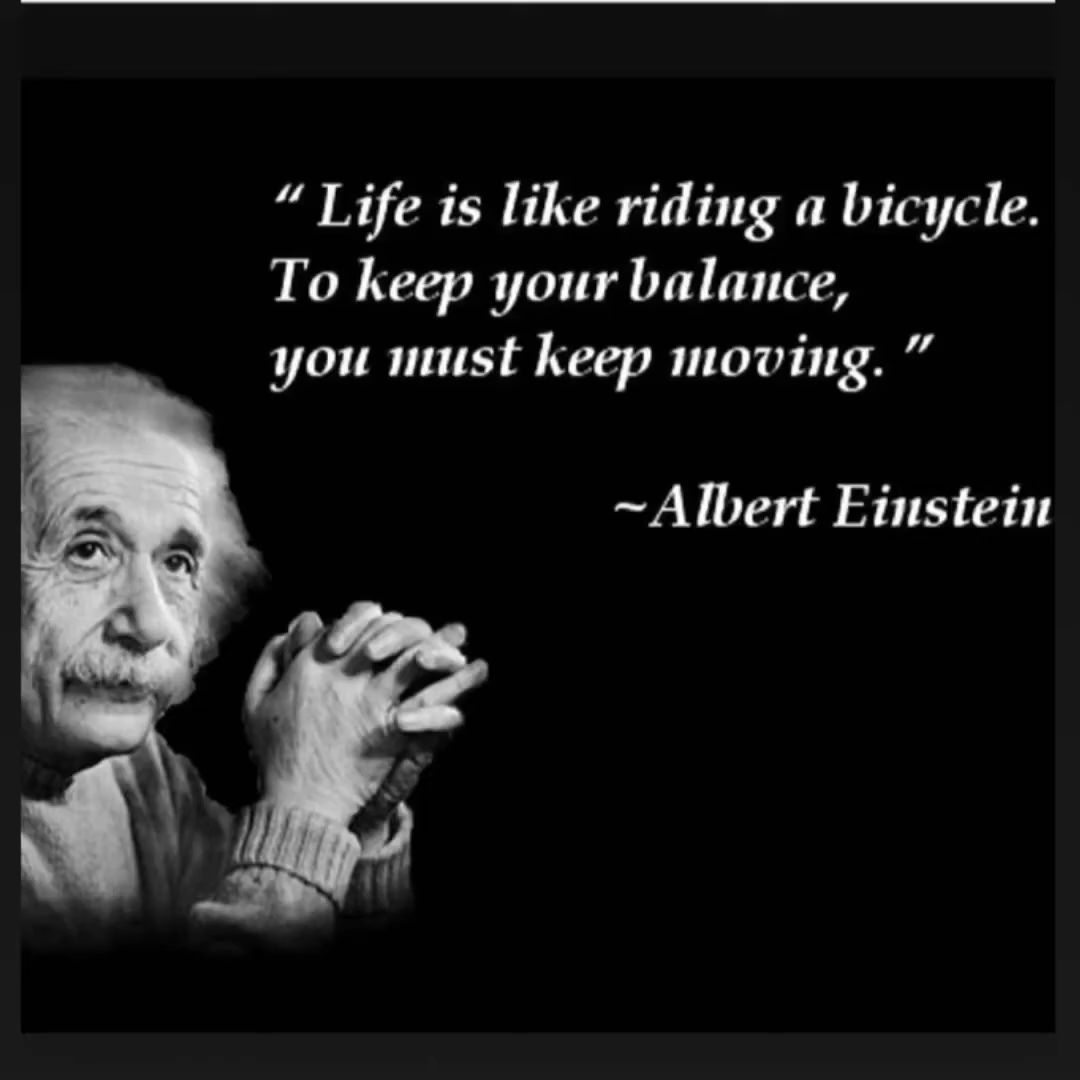 “ Life is like riding a bicycle.
To keep your balance,
you must keep moving. ”
~Albert Einstein